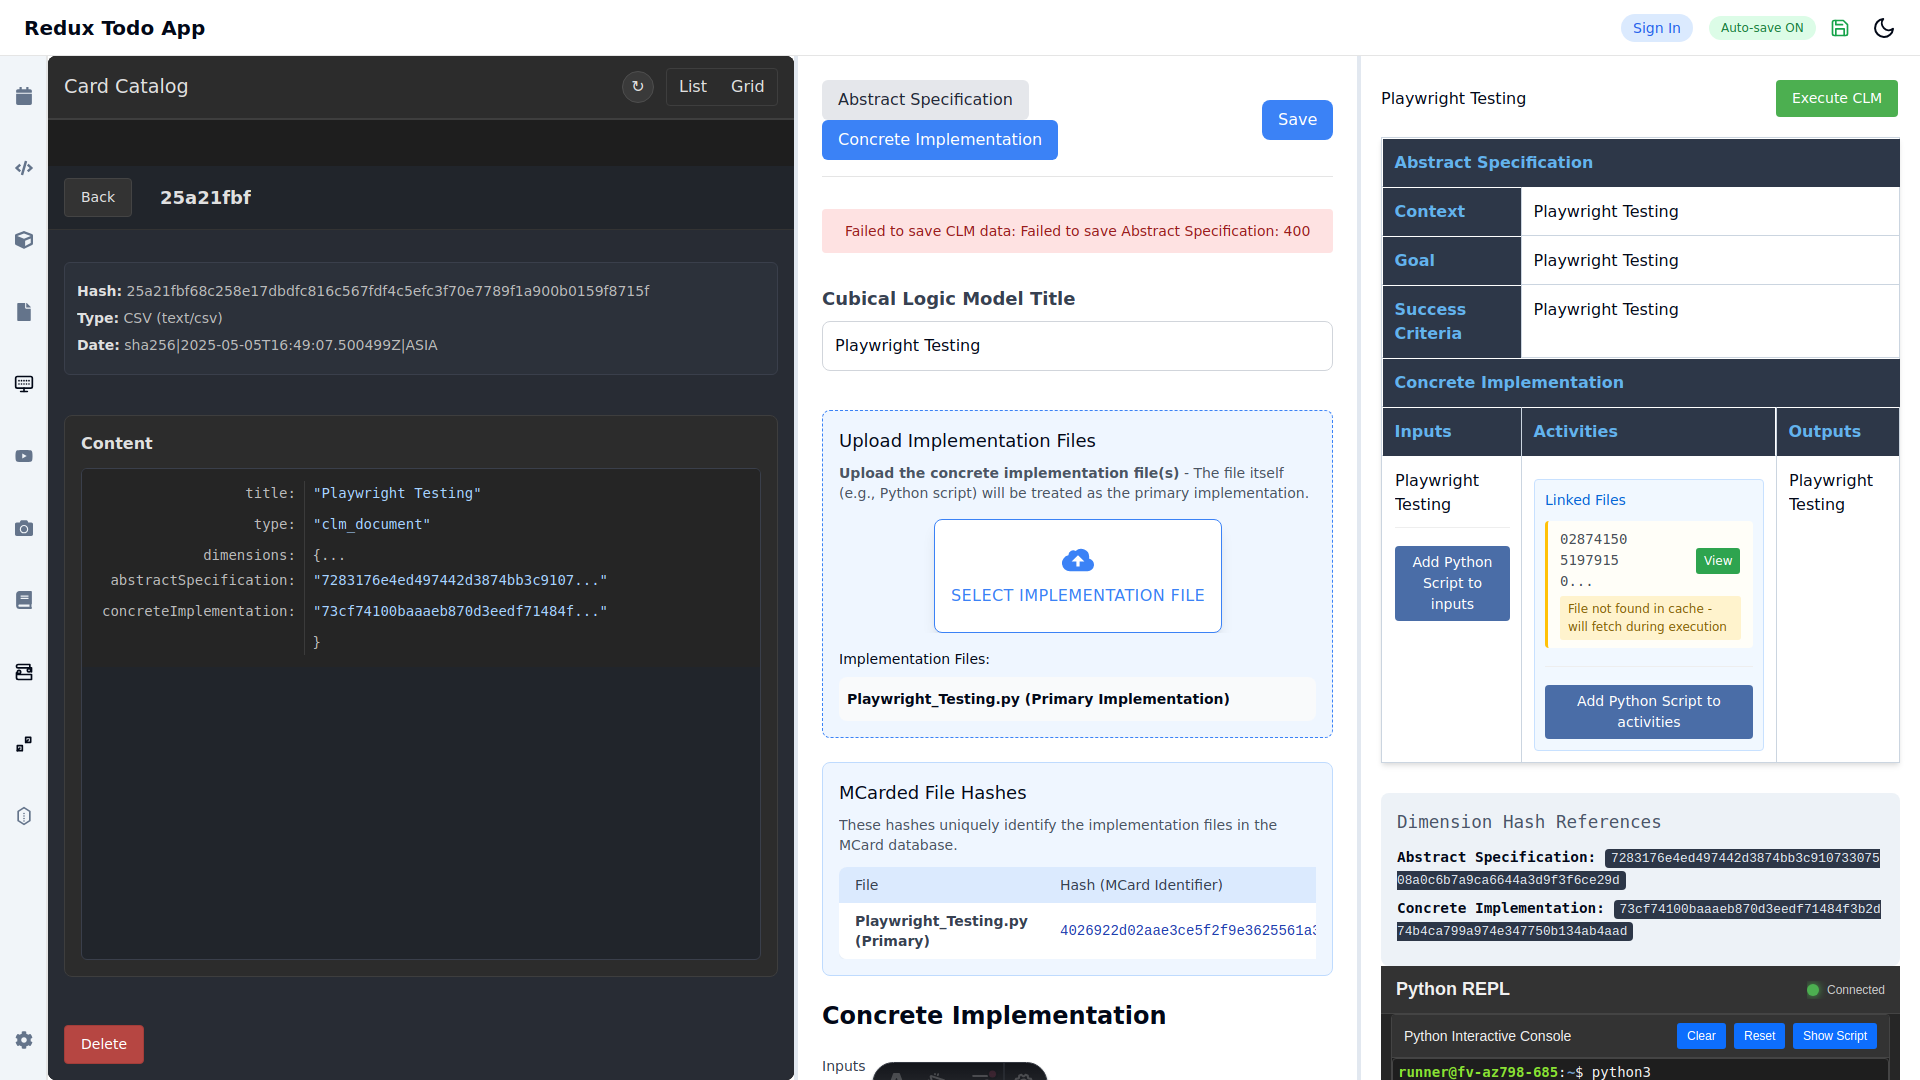 Redux Todo App
Sign In
Auto-save ON
Card Catalog
↻
List
Grid
Back
25a21fbf
Hash: 25a21fbf68c258e17dbdfc816c567fdf4c5efc3f70e7789f1a900b0159f8715f
Type: CSV (text/csv)
Date: sha256|2025-05-05T16:49:07.500499Z|ASIA
Content
title: "Playwright Testing"
type: "clm_document"
dimensions: {...
abstractSpecification: "7283176e4ed497442d3874bb3c9107..."
concreteImplementation: "73cf74100baaaeb870d3eedf71484f..."
}
Delete
Abstract Specification
Concrete Implementation
Save
Failed to save CLM data: Failed to save Abstract Specification: 400
Cubical Logic Model Title
Playwright Testing
Upload Implementation Files
Upload the concrete implementation file(s) - The file itself
(e.g., Python script) will be treated as the primary implementation.
SELECT IMPLEMENTATION FILE
Implementation Files:
Playwright_Testing.py (Primary Implementation)
MCarded File Hashes
These hashes uniquely identify the implementation files in the
MCard database.
File
Hash (MCard Identifier)
Playwright_Testing.py
(Primary)
4026922d02aae3ce5f2f9e3625561a3
Concrete Implementation
Inputs
Playwright Testing
Execute CLM
Abstract Specification
Context
Playwright Testing
Goal
Playwright Testing
Success
Criteria
Playwright Testing
Concrete Implementation
Inputs
Activities
Outputs
Playwright
Testing
Add Python
Script to
inputs
Linked Files
02874150
5197915
0...
View
File not found in cache -
will fetch during execution
Add Python Script to
activities
Playwright
Testing
Dimension Hash References
Abstract Specification: 7283176e4ed497442d3874bb3c910733075
08a0c6b7a9ca6644a3d9f3f6ce29d
Concrete Implementation: 73cf74100baaaeb870d3eedf71484f3b2d
74b4ca799a974e347750b134ab4aad
Python REPL
Connected
Python Interactive Console
Clear
Reset
Show Script
runner@fv-az798-685:~$ python3